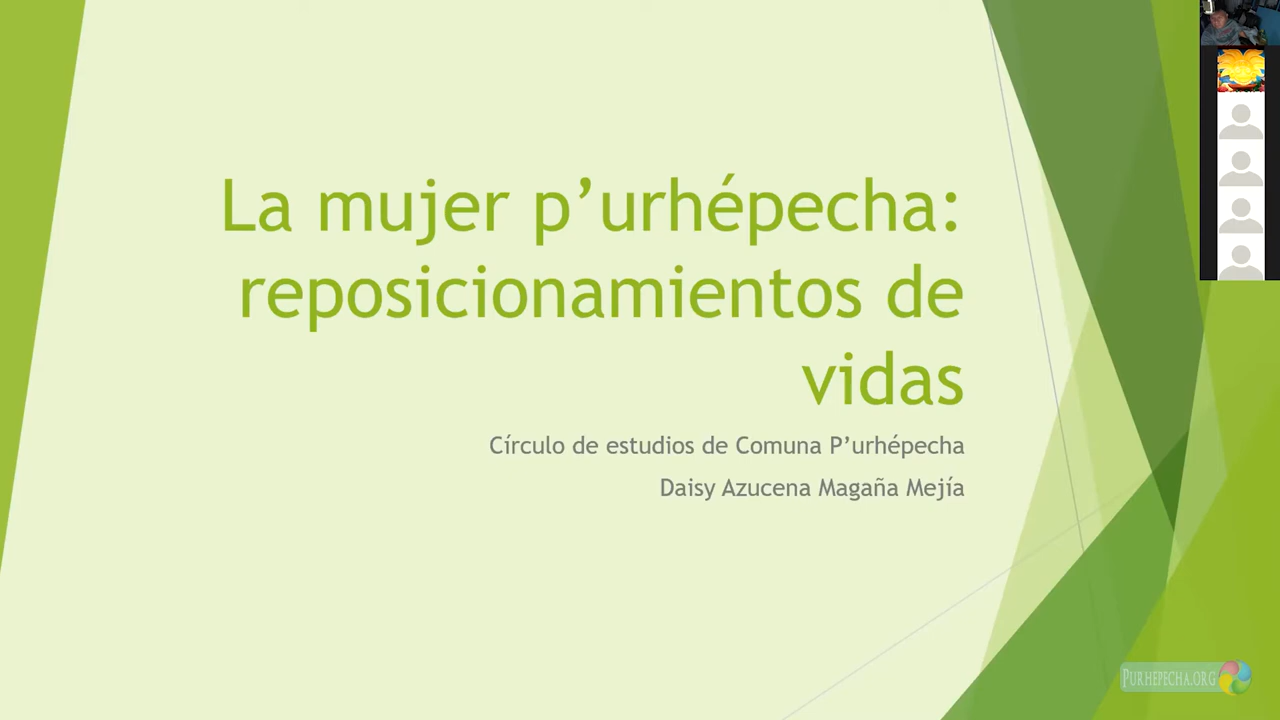 La mujer p’urhépecha:
reposicionamientos de
vidas
Círculo de estudios de Comuna P’urhépecha
Daisy Azucena Magaña Mejía
PURHEPECHA.ORG